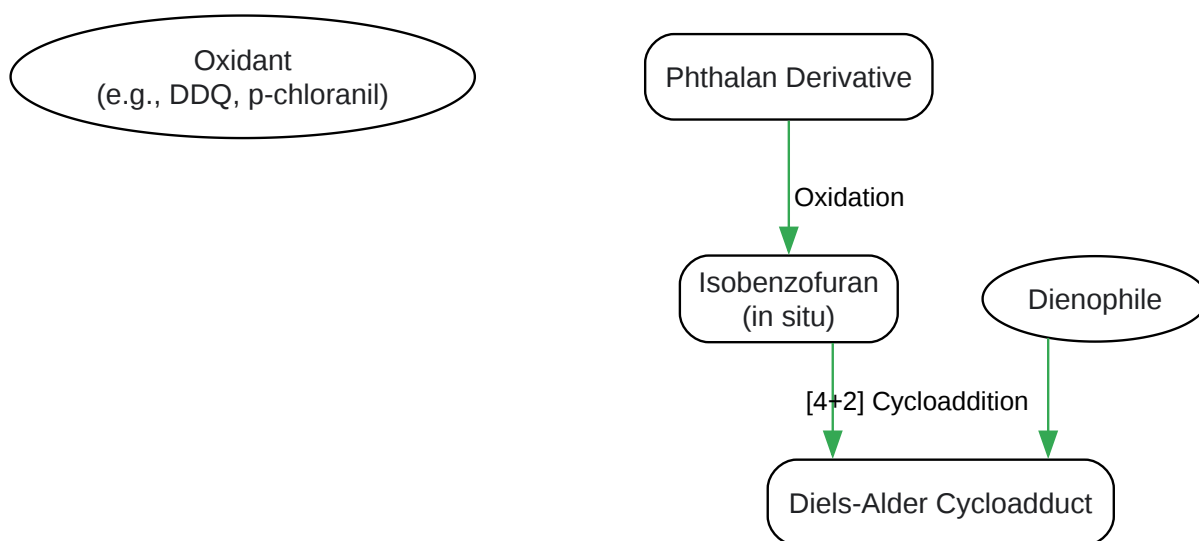 Oxidant
(e.g., DDQ, p-chloranil)
Phthalan Derivative
Oxidation
Isobenzofuran
(in situ)
Dienophile
[4+2] Cycloaddition
Diels-Alder Cycloadduct